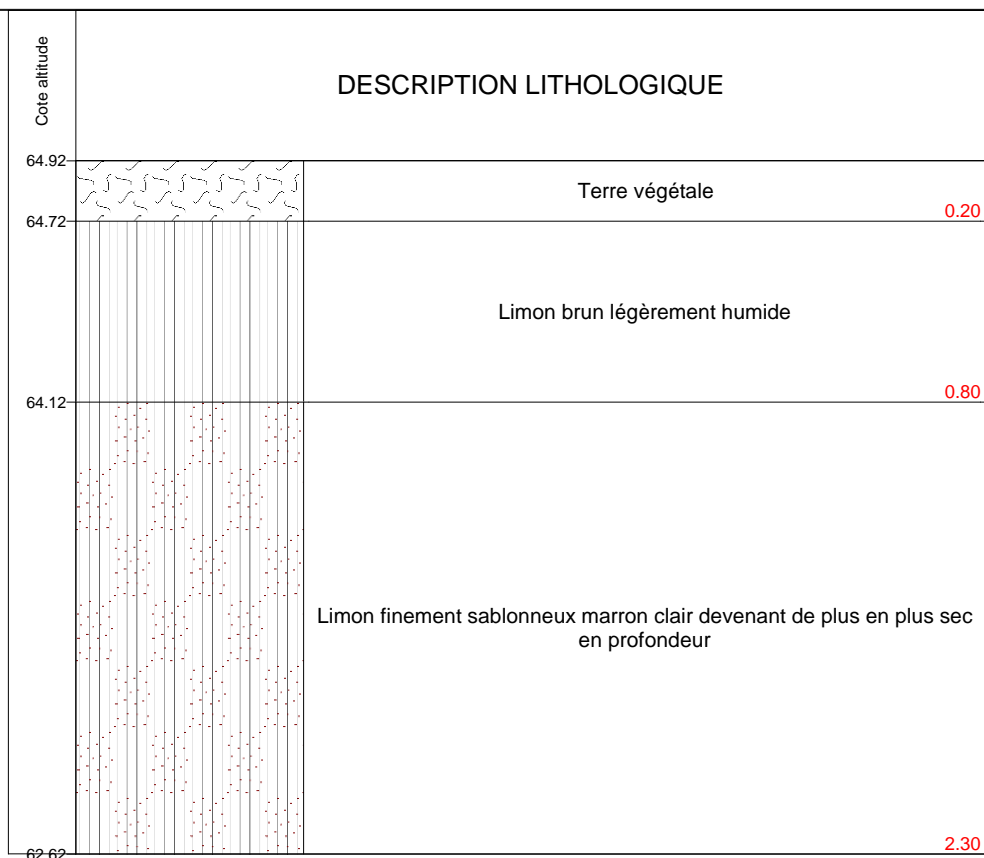 Cote altitude
DESCRIPTION LITHOLOGIQUE
64.92
Terre végétale
0.20
64.72
Limon brun légèrement humide
0.80
64.12
Limon finement sablonneux marron clair devenant de plus en plus sec
en profondeur
2.30
62.62